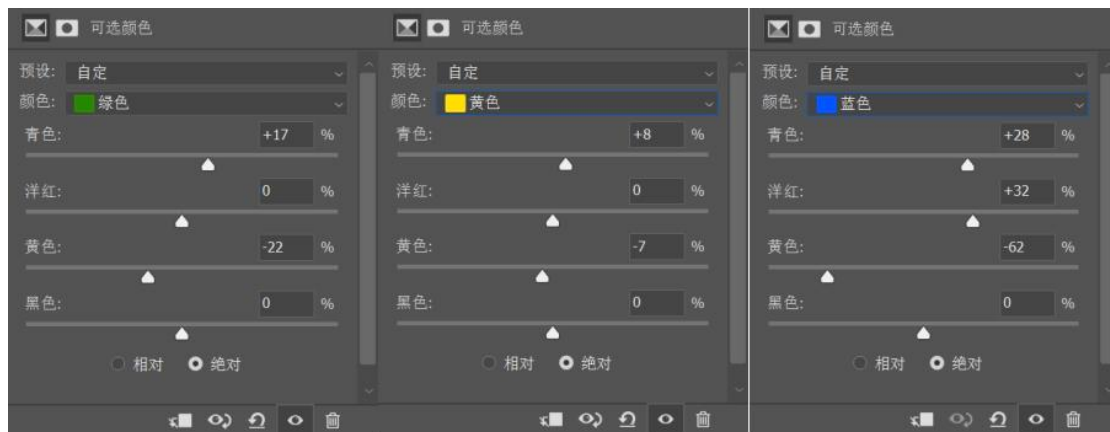 可选颜色
预设: 自定
颜色: 绿色
青色: +17 %
洋红: 0 %
黄色: -22 %
黑色: 0 %
相对 绝对
可选颜色
预设: 自定
颜色: 黄色
青色: +8 %
洋红: 0 %
黄色: -7 %
黑色: 0 %
相对 绝对
可选颜色
预设: 自定
颜色: 蓝色
青色: +28 %
洋红: +32 %
黄色: -62 %
黑色: 0 %
相对 绝对